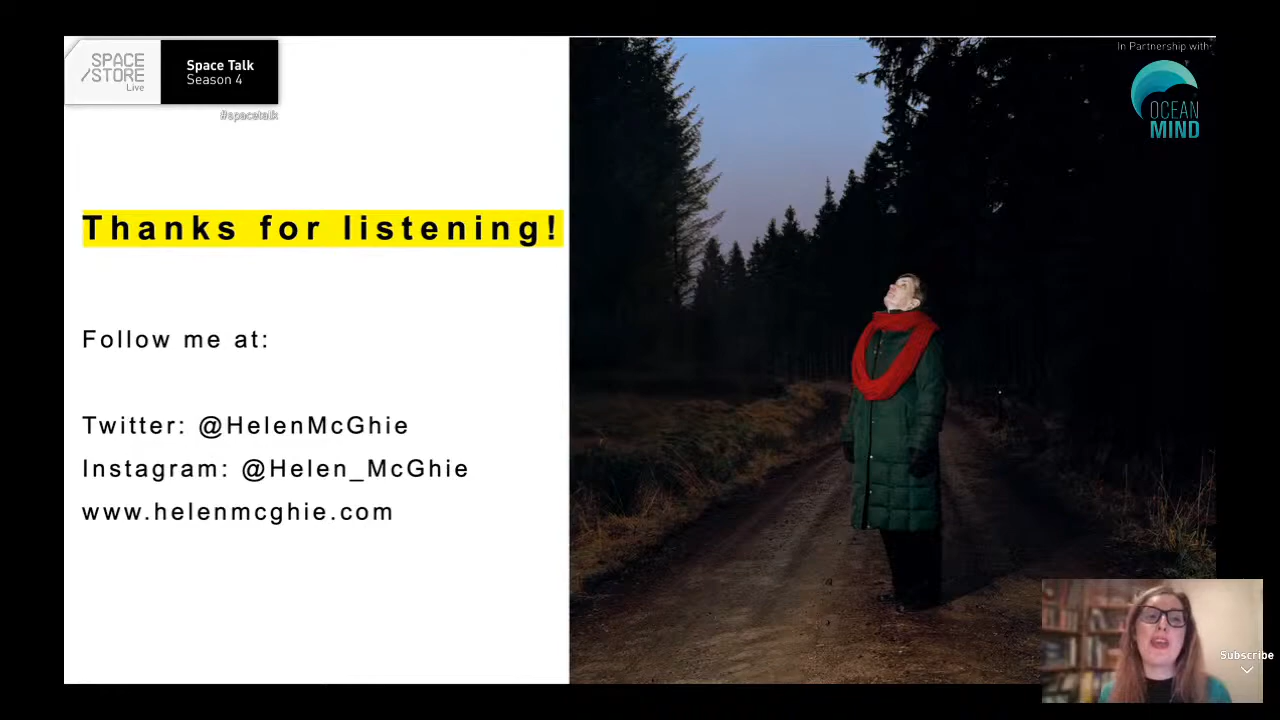 SPACE
/STORE
Live
Space Talk
Season 4
#spacetalk
In Partnership with
OCEAN
MIND
Thanks for listening!
Follow me at:
Twitter: @HelenMcGhie
Instagram: @Helen_McGhie
www.helenmcghie.com
Subscribe